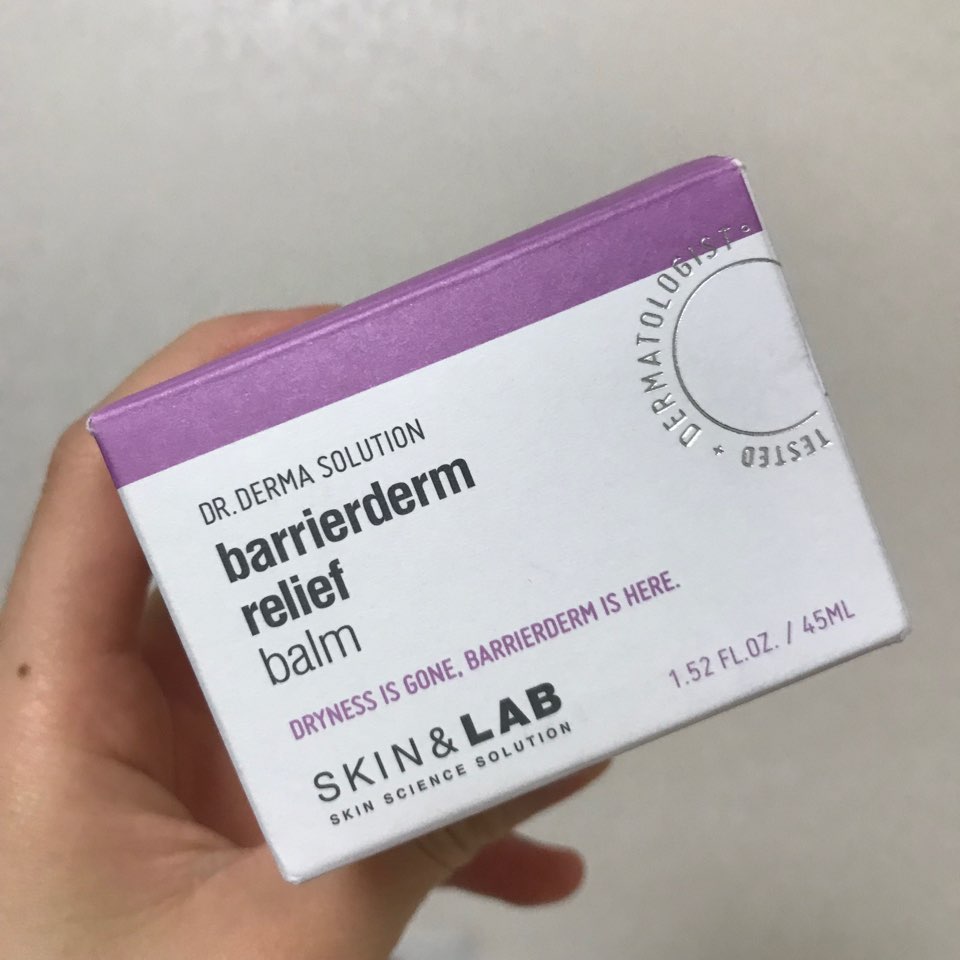 DR.DERMA SOLUTION
barrierderm
relief
balm
DRYNESS IS GONE, BARRIERDERM IS HERE.
SKIN & LAB
SKIN SCIENCE SOLUTION
1.52 FL.OZ. / 45ML
DERMATOLOGIST
TESTED